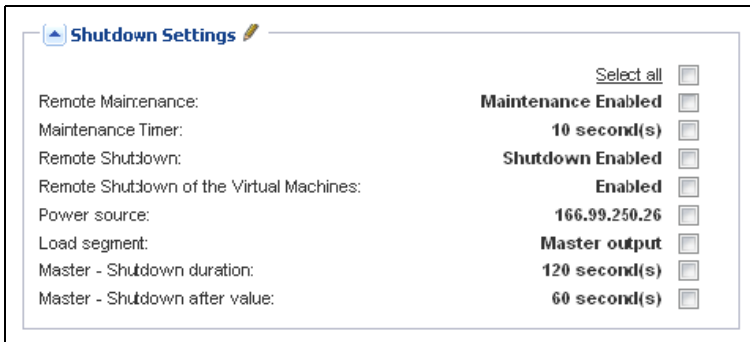 Shutdown Settings
Select all
Remote Maintenance: Maintenance Enabled
Maintenance Timer: 10 second(s)
Remote Shutdown: Shutdown Enabled
Remote Shutdown of the Virtual Machines: Enabled
Power source: 166.99.250.26
Load segment: Master output
Master - Shutdown duration: 120 second(s)
Master - Shutdown after value: 60 second(s)